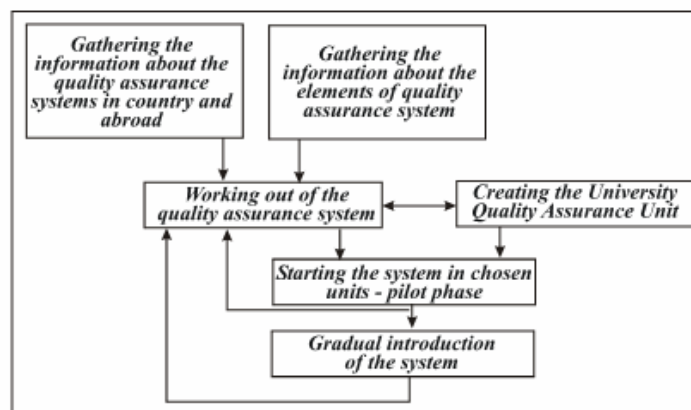 Gathering the
information about the
quality assurance
systems in country and
abroad
Gathering the
information about the
elements of quality
assurance system
Working out of the
quality assurance system
Creating the University
Quality Assurance Unit
Starting the system in chosen
units - pilot phase
Gradual introduction
of the system